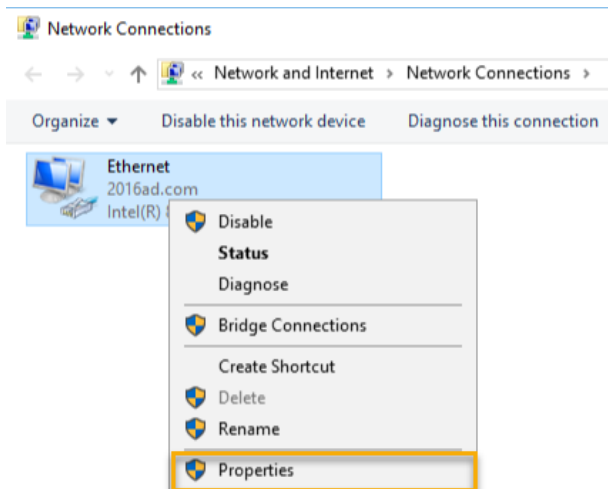 Network Connections
« Network and Internet > Network Connections >
Organize Disable this network device Diagnose this connection
Ethernet
2016ad.com
Intel(R)
Disable
Status
Diagnose
Bridge Connections
Create Shortcut
Delete
Rename
Properties